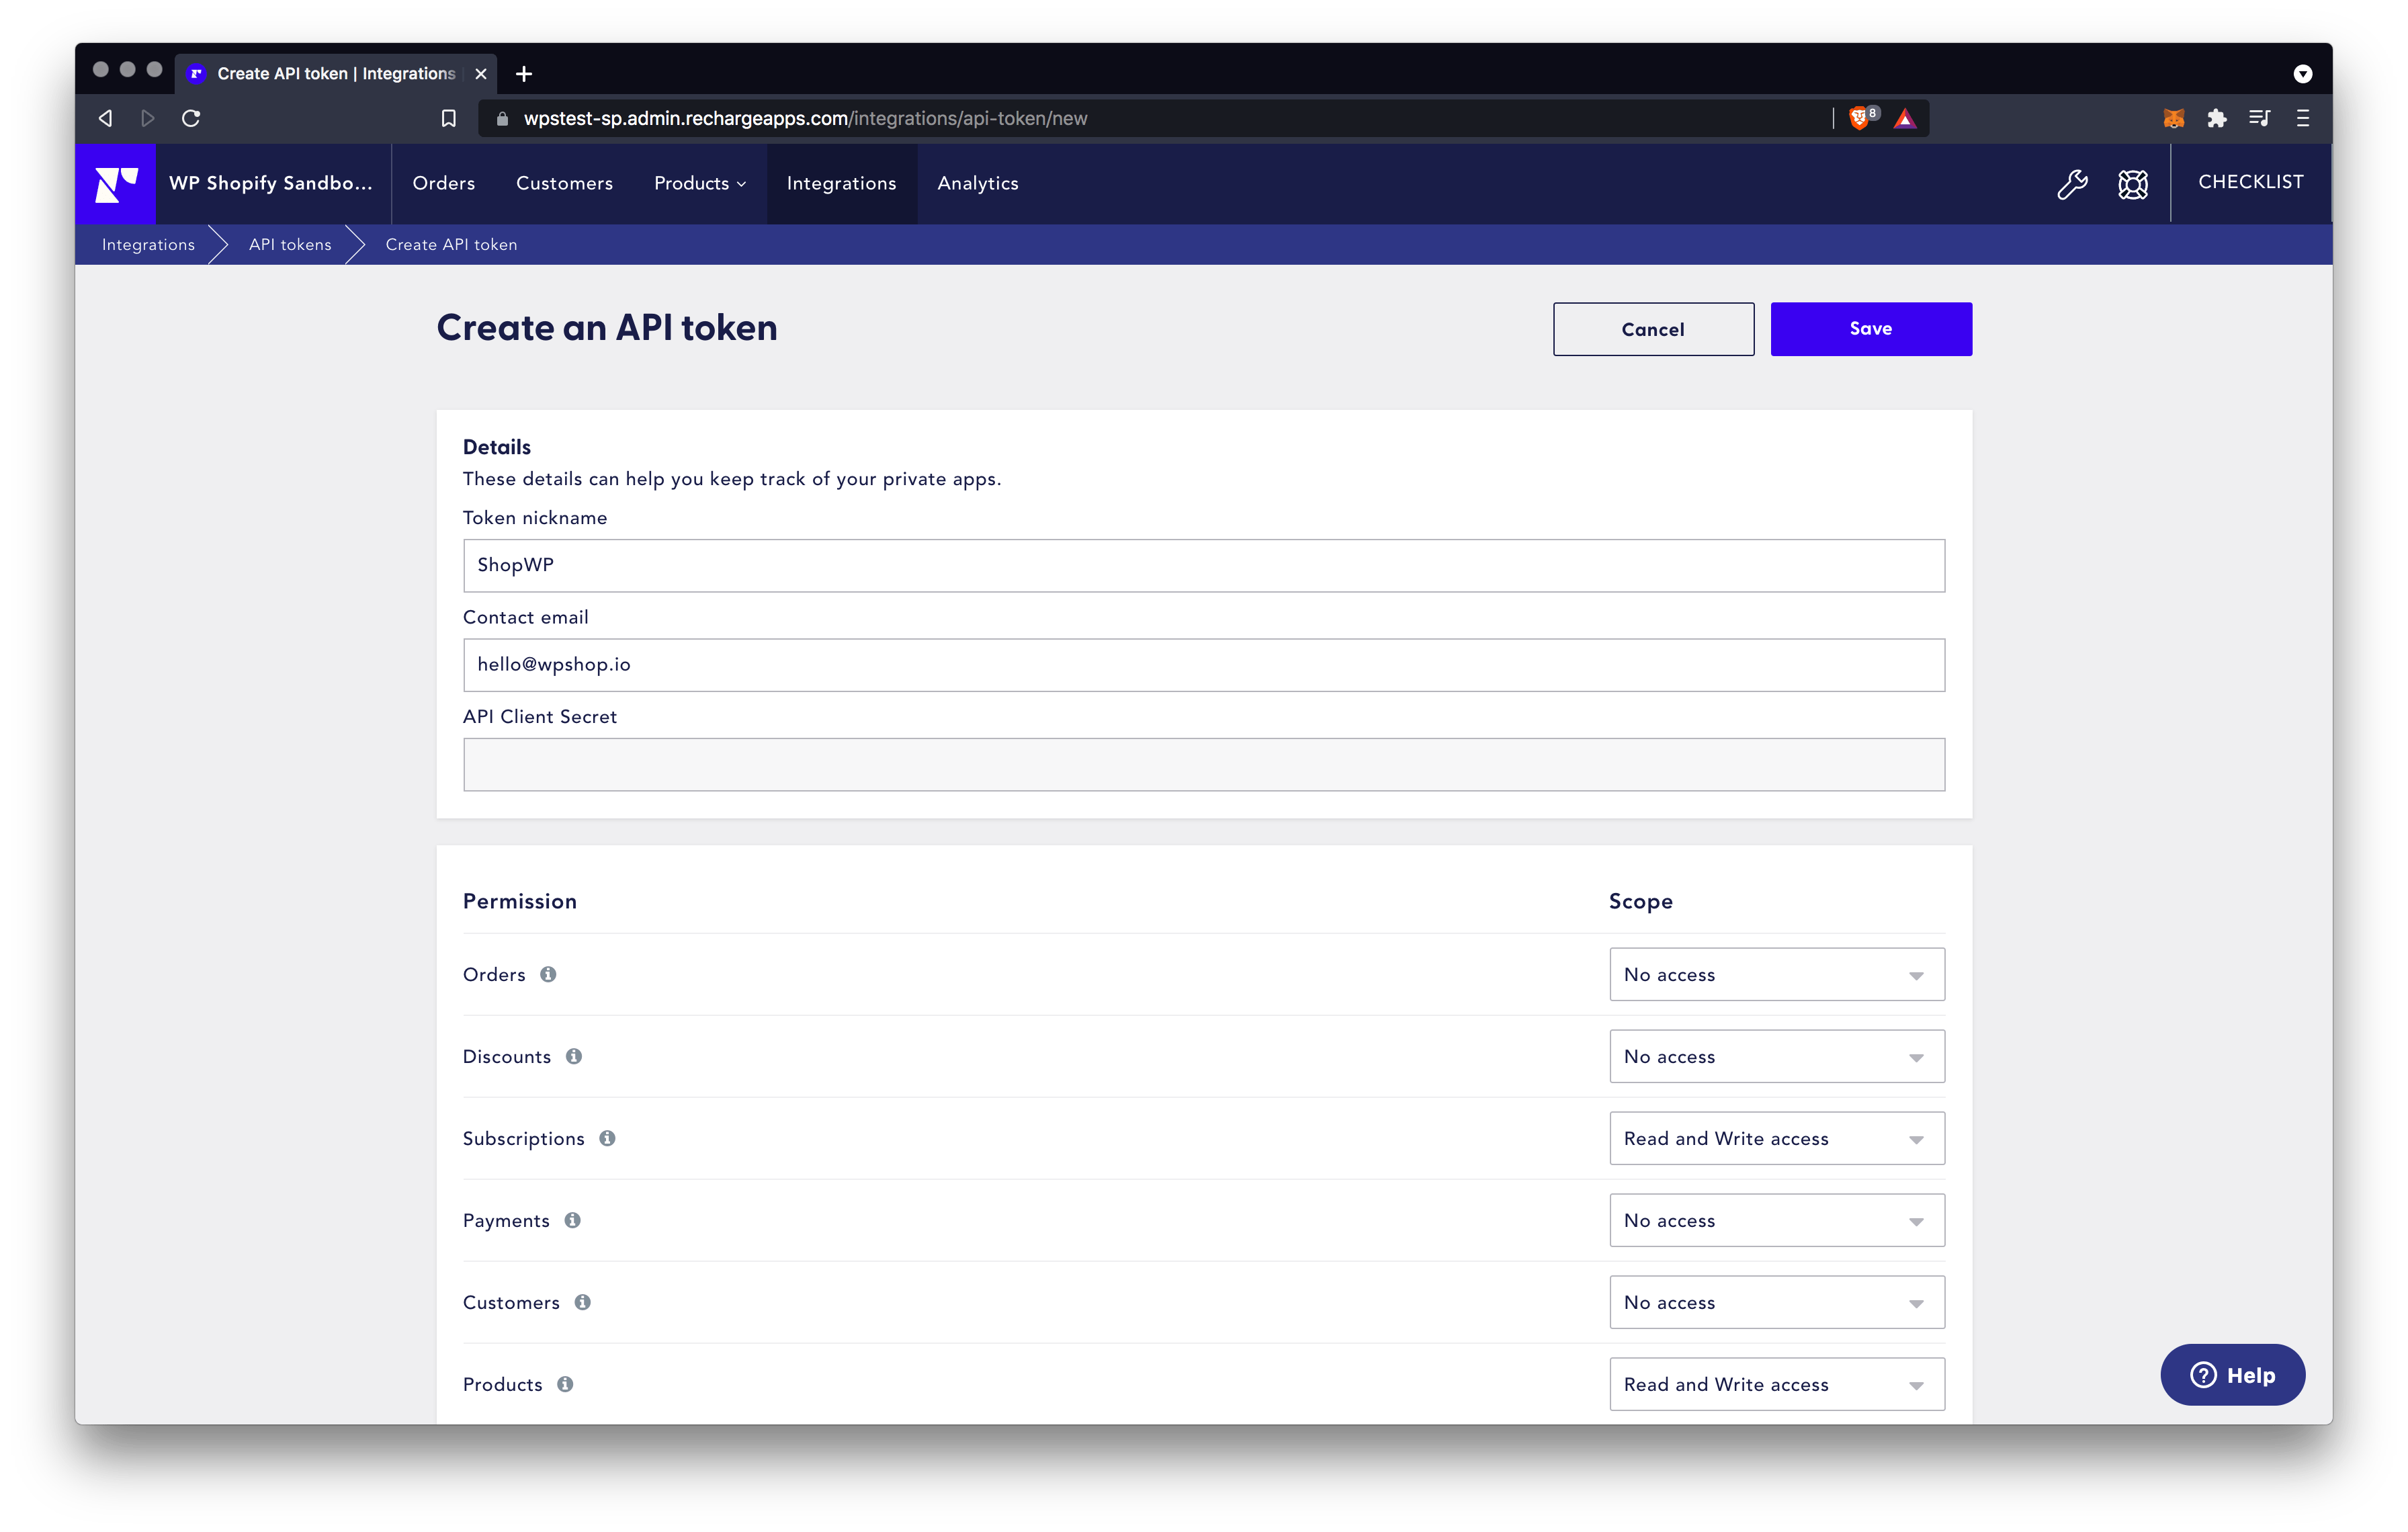 Create API token | Integrations
wpstest-sp.admin.rechargeapps.com/integrations/api-token/new
8
WP Shopify Sandbo...
Orders
Customers
Products
Integrations
Analytics
CHECKLIST
Integrations
API tokens
Create API token
Create an API token
Cancel
Save
Details
These details can help you keep track of your private apps.
Token nickname
ShopWP
Contact email
hello@wpshop.io
API Client Secret
Permission
Scope
Orders
No access
Discounts
No access
Subscriptions
Read and Write access
Payments
No access
Customers
No access
Products
Read and Write access
Help